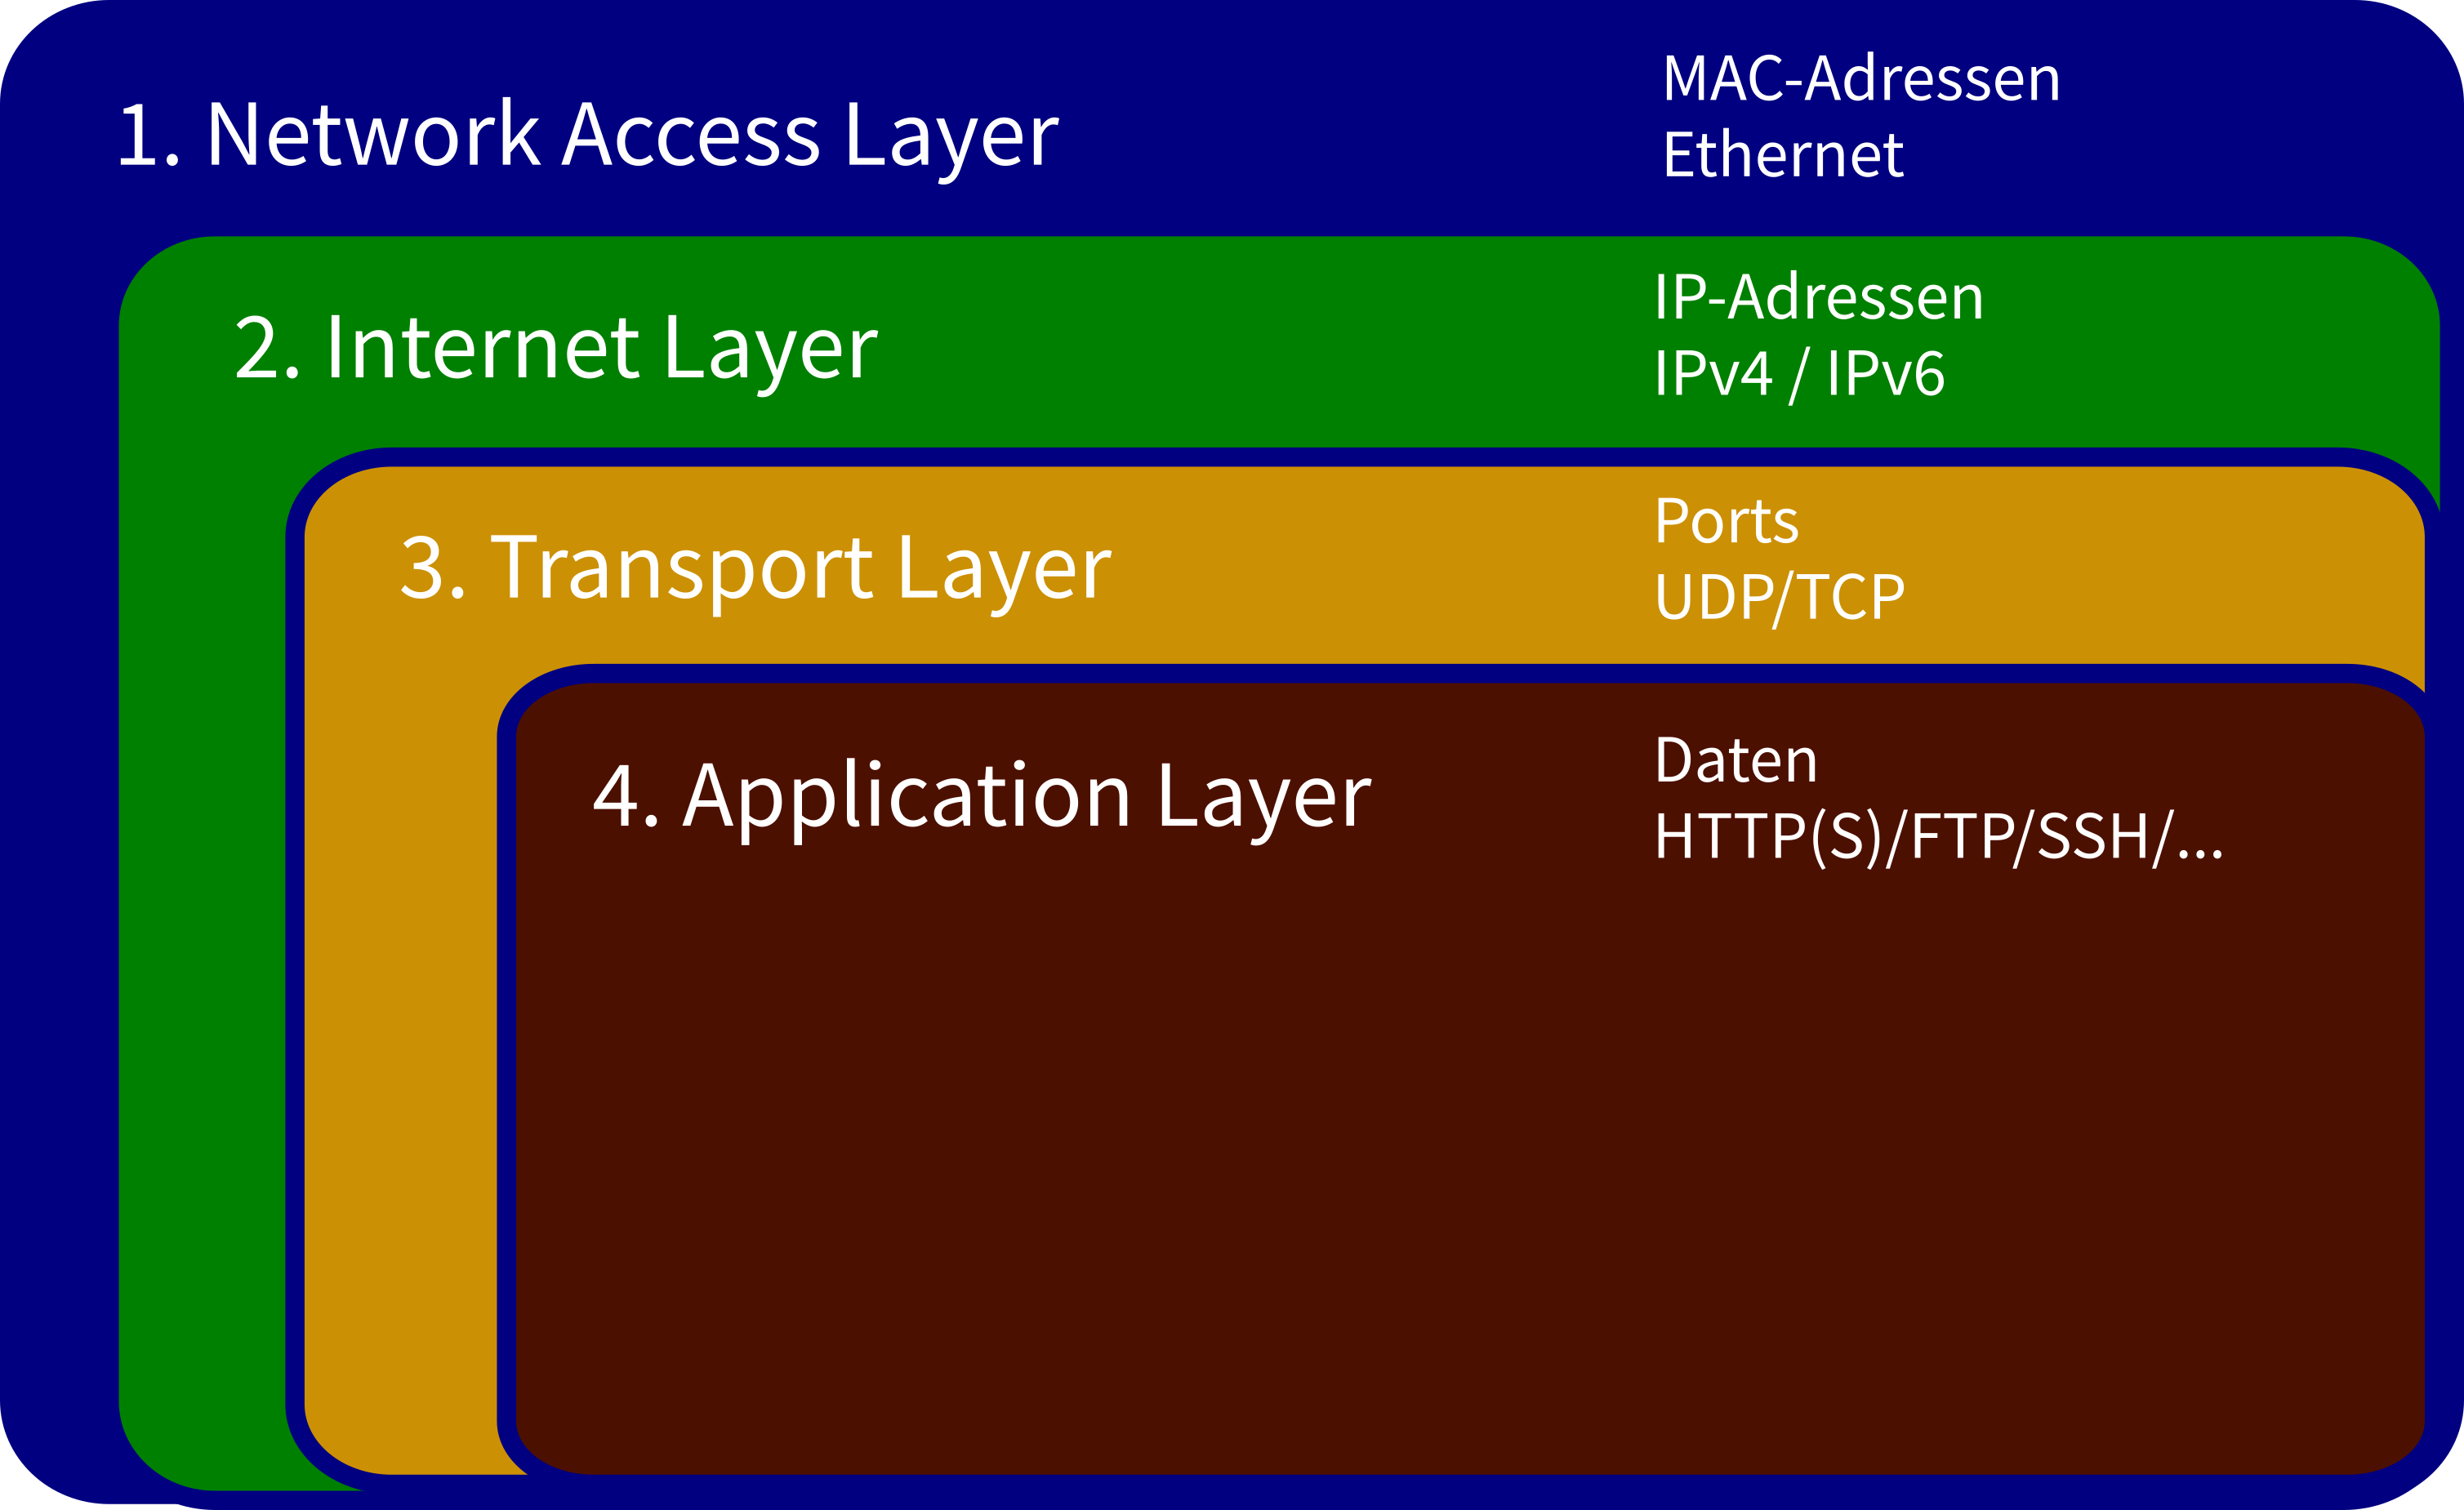 1. Network Access Layer
MAC-Adressen
Ethernet
2. Internet Layer
IP-Adressen
IPv4 / IPv6
3. Transport Layer
Ports
UDP/TCP
4. Application Layer
Daten
HTTP(S)/FTP/SSH/...